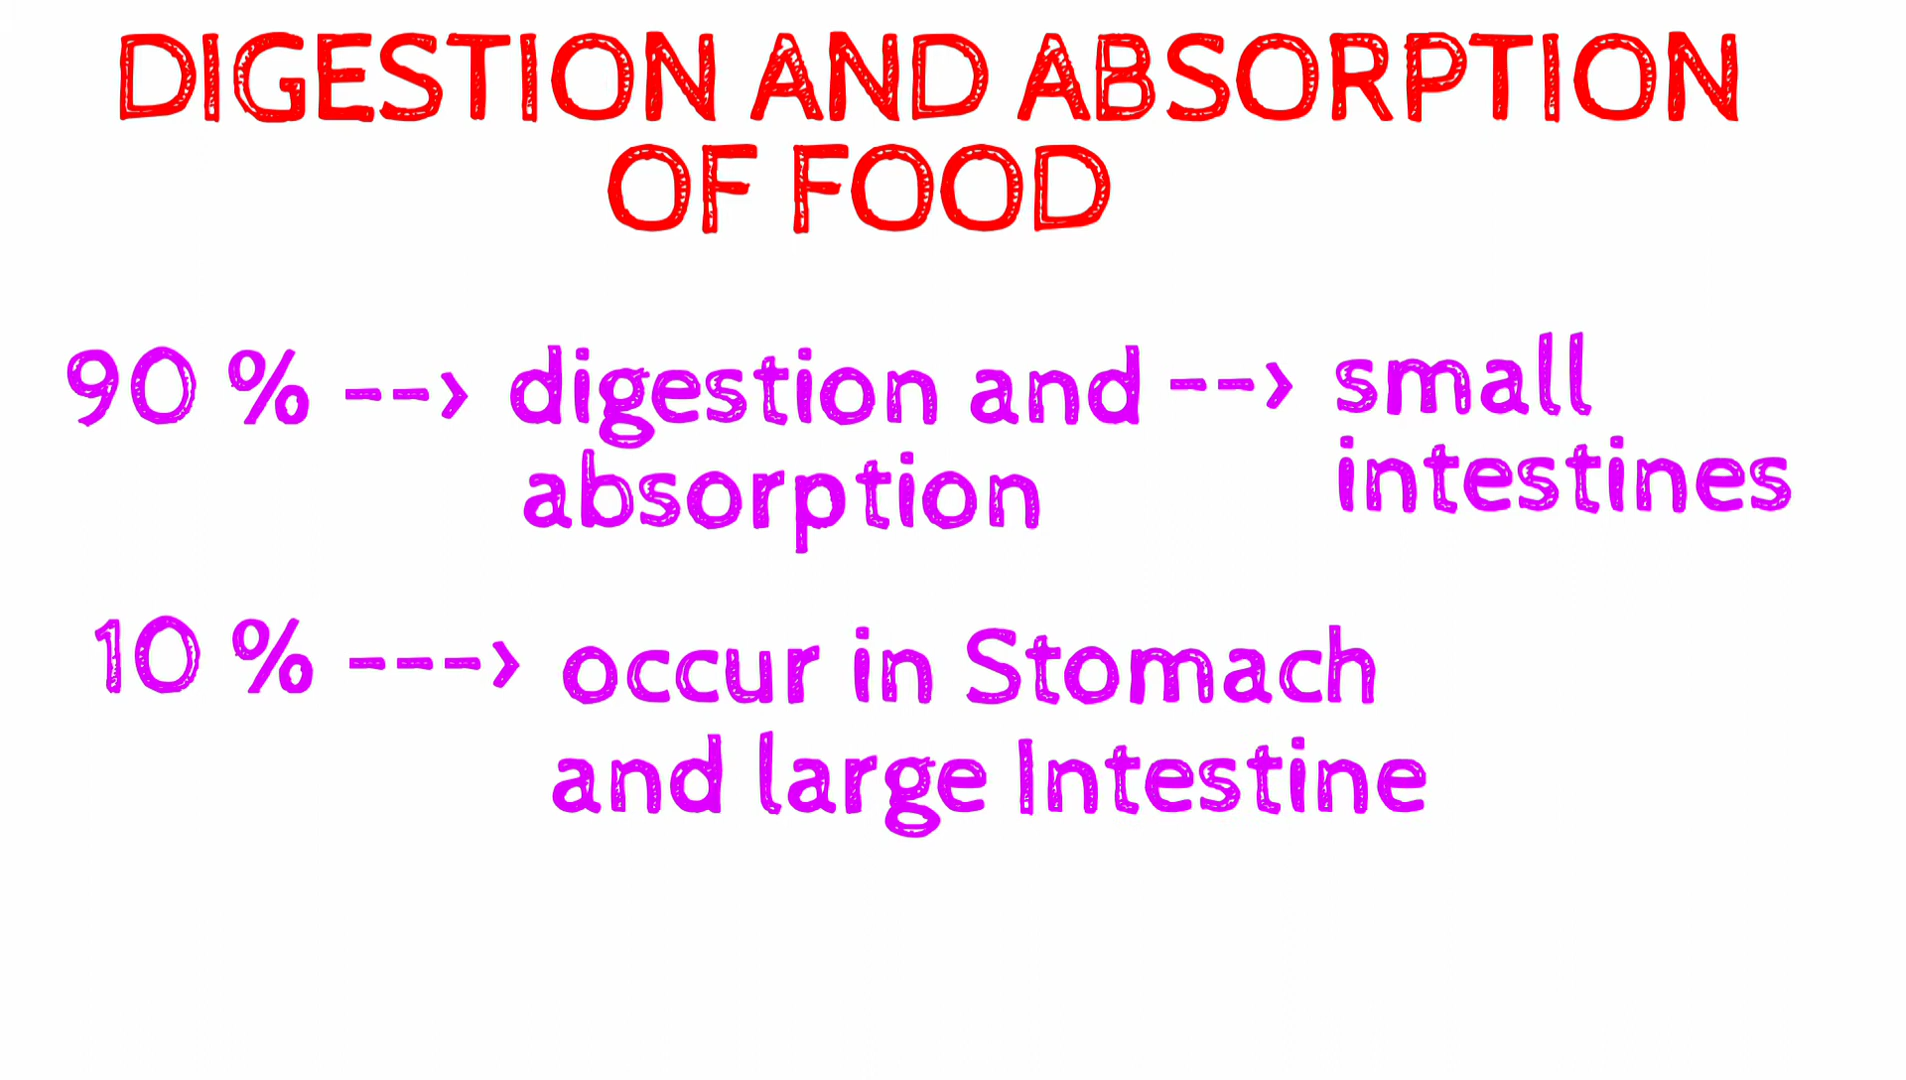 DIGESTION AND ABSORPTION
OF FOOD
90 % --> digestion and --> small
absorption intestines
10 % ---> occur in Stomach
and large Intestine